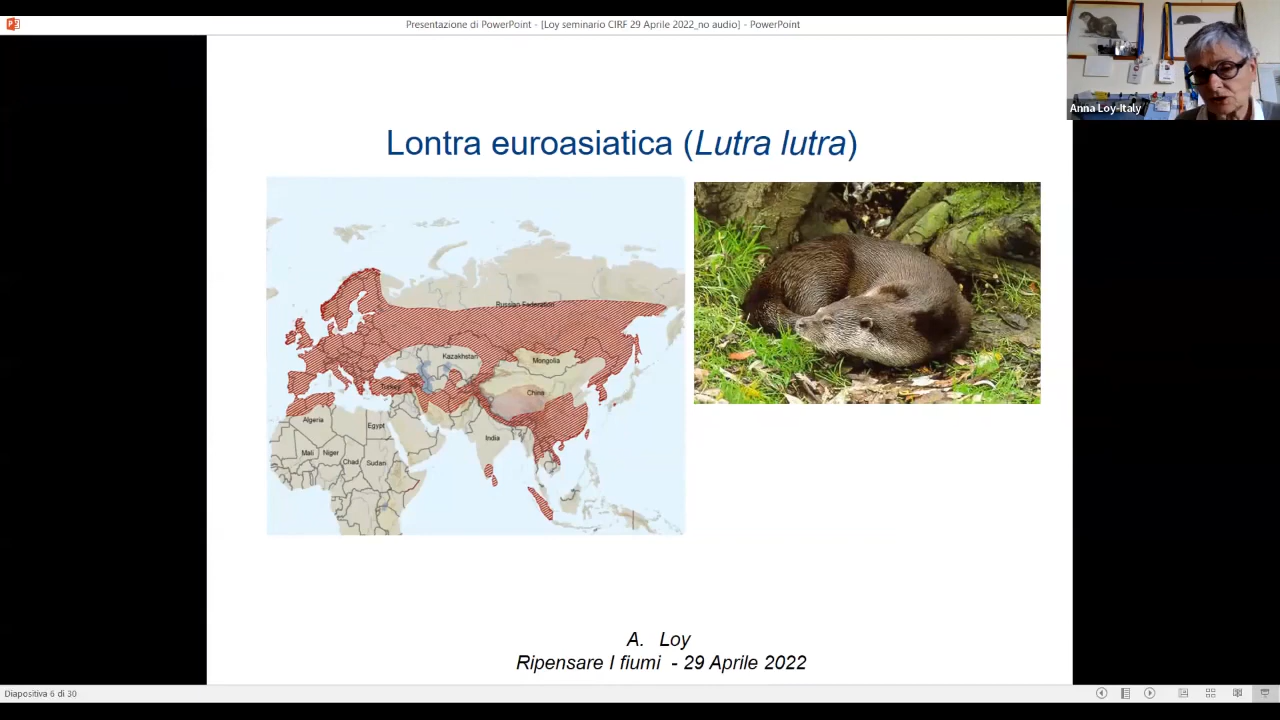 Presentazione di PowerPoint - [Loy seminario CIRF 29 Aprile 2022_no audio] - PowerPoint
Anna Loy-Italy
Lontra euroasiatica (Lutra lutra)
Russian Federation
Kazakhstan
Mongolia
Turkey
China
Algeria
Egypt
India
Mali
Niger
Chad
Sudan
A. Loy
Ripensare I fiumi - 29 Aprile 2022
Diapositiva 6 di 30